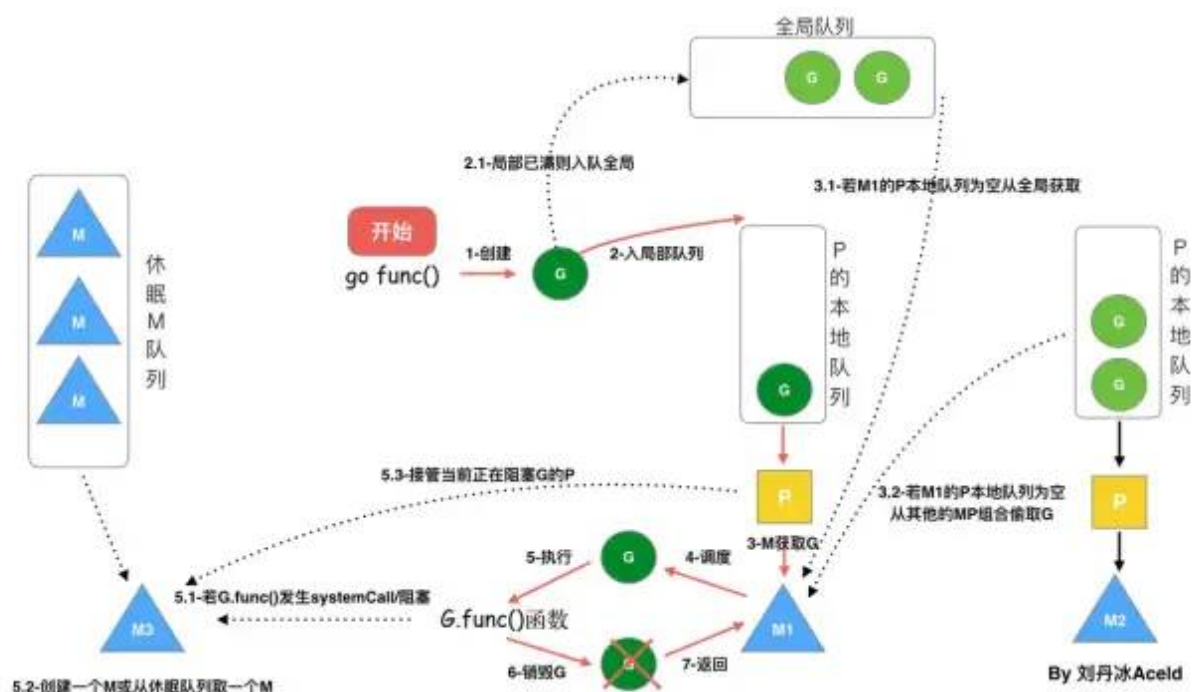 全局队列
G G
2.1-局部已满则入队全局
3.1-若M1的P本地队列为空从全局获取
开始
go func()
1-创建
G
2-入局部队列
P的本地队列
G
P的本地队列
G
G
M
M
M
休眠M队列
5.3-接管当前正在阻塞G的P
P
3.2-若M1的P本地队列为空
从其他的MP组合偷取G
P
3-M获取G
5-执行
G
4-调度
5.1-若G.func()发生systemCall/阻塞
G.func()函数
M3
M1
M2
6-销毁G
G
7-返回
By 刘丹冰Aceld
5.2-创建一个M或从休眠队列取一个M